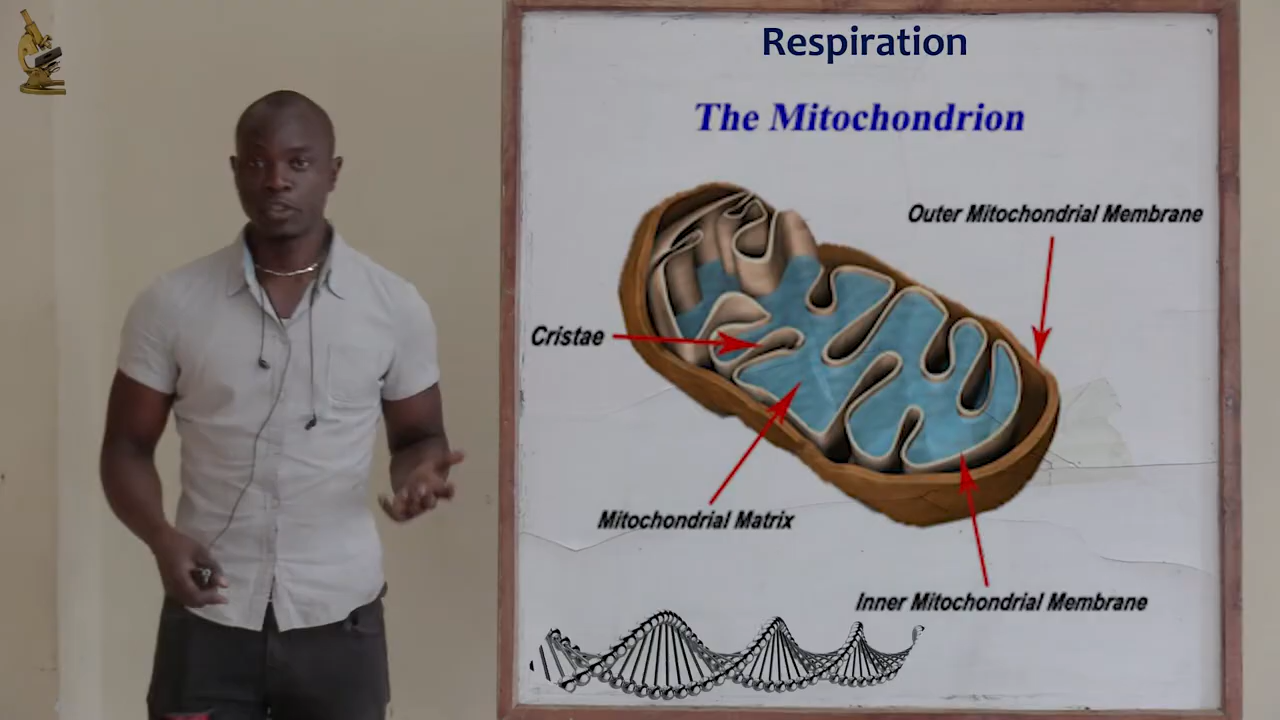 Respiration
The Mitochondrion
Outer Mitochondrial Membrane
Cristae
Mitochondrial Matrix
Inner Mitochondrial Membrane